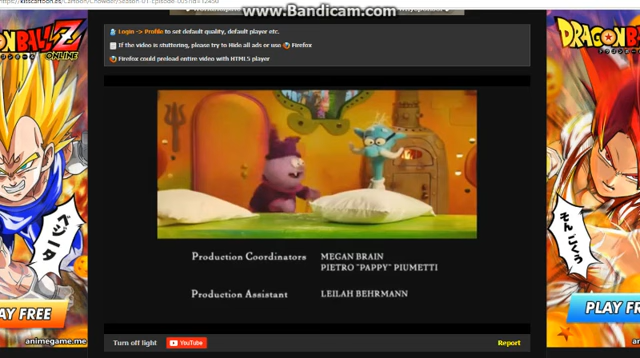 www.Bandicam.com
Login -> Profile to set default quality, default player etc.
If the video is stuttering, please try to Hide all ads or use Firefox
Firefox could preload entire video with HTML5 player
DRAGON BALL Z
ONLINE
DRAGON
ベジータ
そんごくう
Production Coordinators MEGAN BRAIN
PIETRO "PAPPY" PIUMETTI
Production Assistant LEILAH BEHRMANN
AY FREE
PLAY FREE
animegame.me
Turn off light YouTube Report